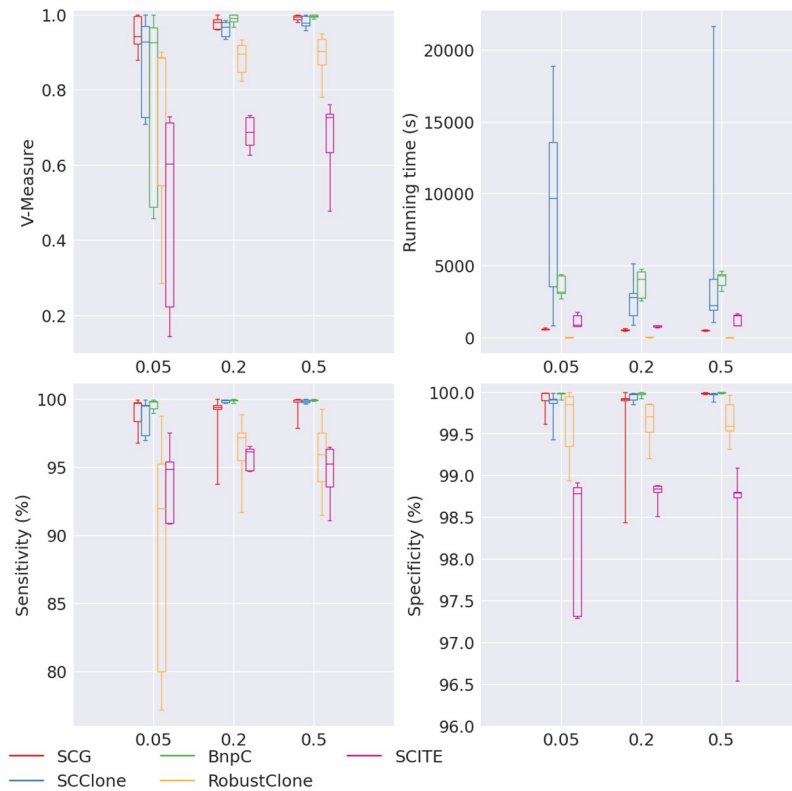 1.0
0.8
0.6
0.4
0.2
V-Measure
0.05 0.2 0.5
20000
15000
10000
5000
0
Running time (s)
0.05 0.2 0.5
100
95
90
85
80
Sensitivity (%)
0.05 0.2 0.5
100.0
99.5
99.0
98.5
98.0
97.5
97.0
96.5
96.0
Specificity (%)
0.05 0.2 0.5
SCG BnpC SCITE
SCClone RobustClone